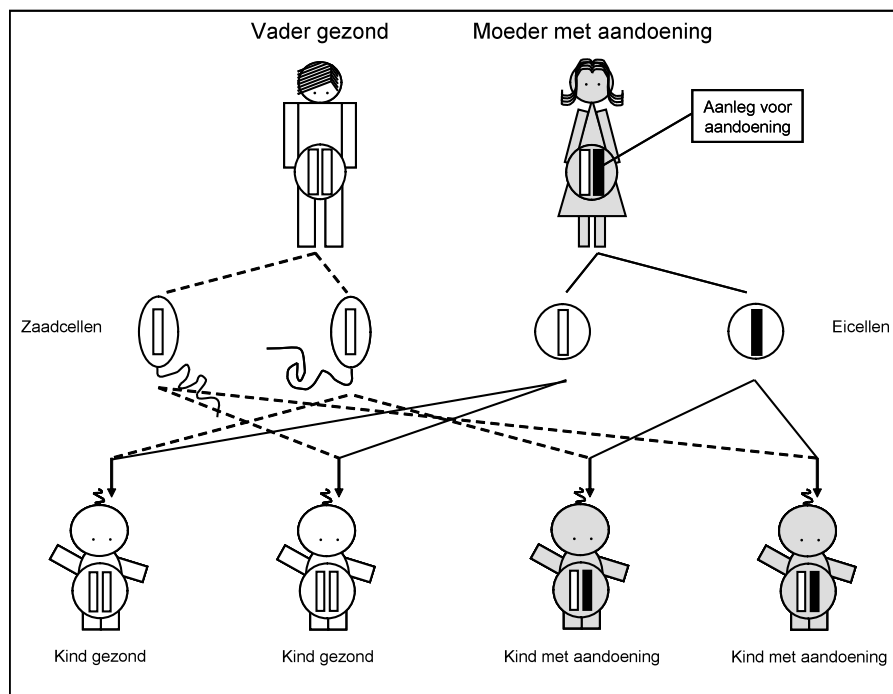 Vader gezond
Moeder met aandoening
Aanleg voor
aandoening
Zaadcellen
Eicellen
Kind gezond
Kind gezond
Kind met aandoening
Kind met aandoening